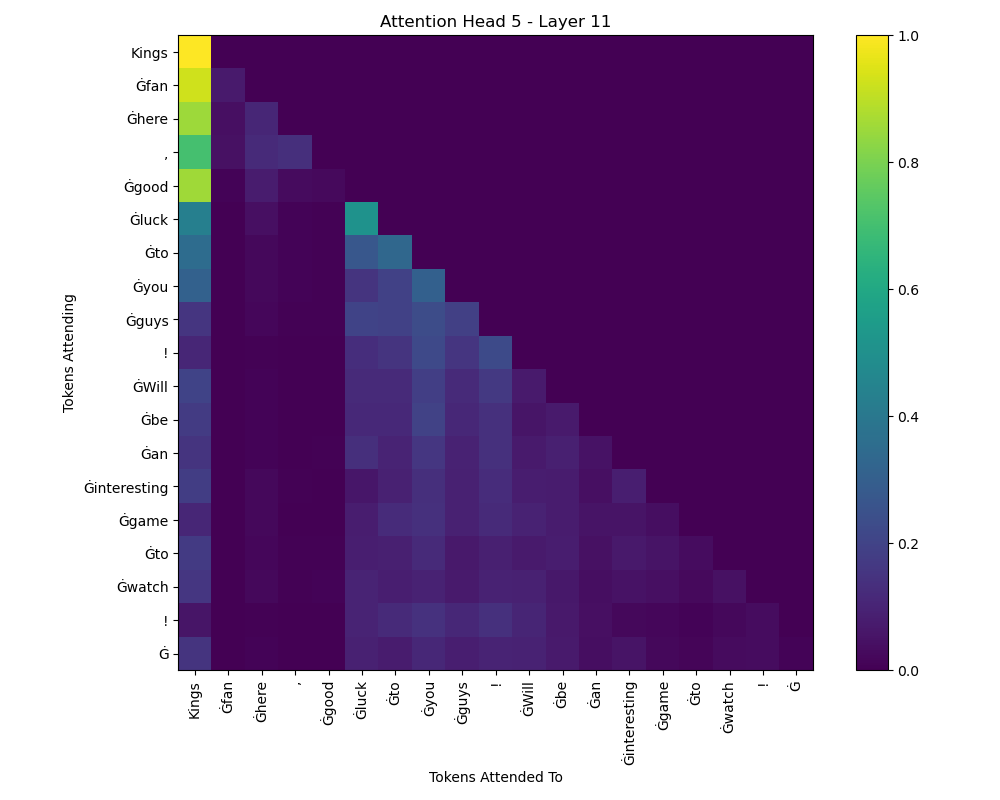 Attention Head 5 - Layer 11
Kings
Ġfan
Ġhere
,
Ġgood
Ġluck
Ġto
Ġyou
Ġguys
!
ĠWill
Ġbe
Ġan
Ġinteresting
Ġgame
Ġto
Ġwatch
!
Ġ
Tokens Attending
Kings
Ġfan
Ġhere
,
Ġgood
Ġluck
Ġto
Ġyou
Ġguys
!
ĠWill
Ġbe
Ġan
Ġinteresting
Ġgame
Ġto
Ġwatch
!
Ġ
Tokens Attended To
1.0
0.8
0.6
0.4
0.2
0.0